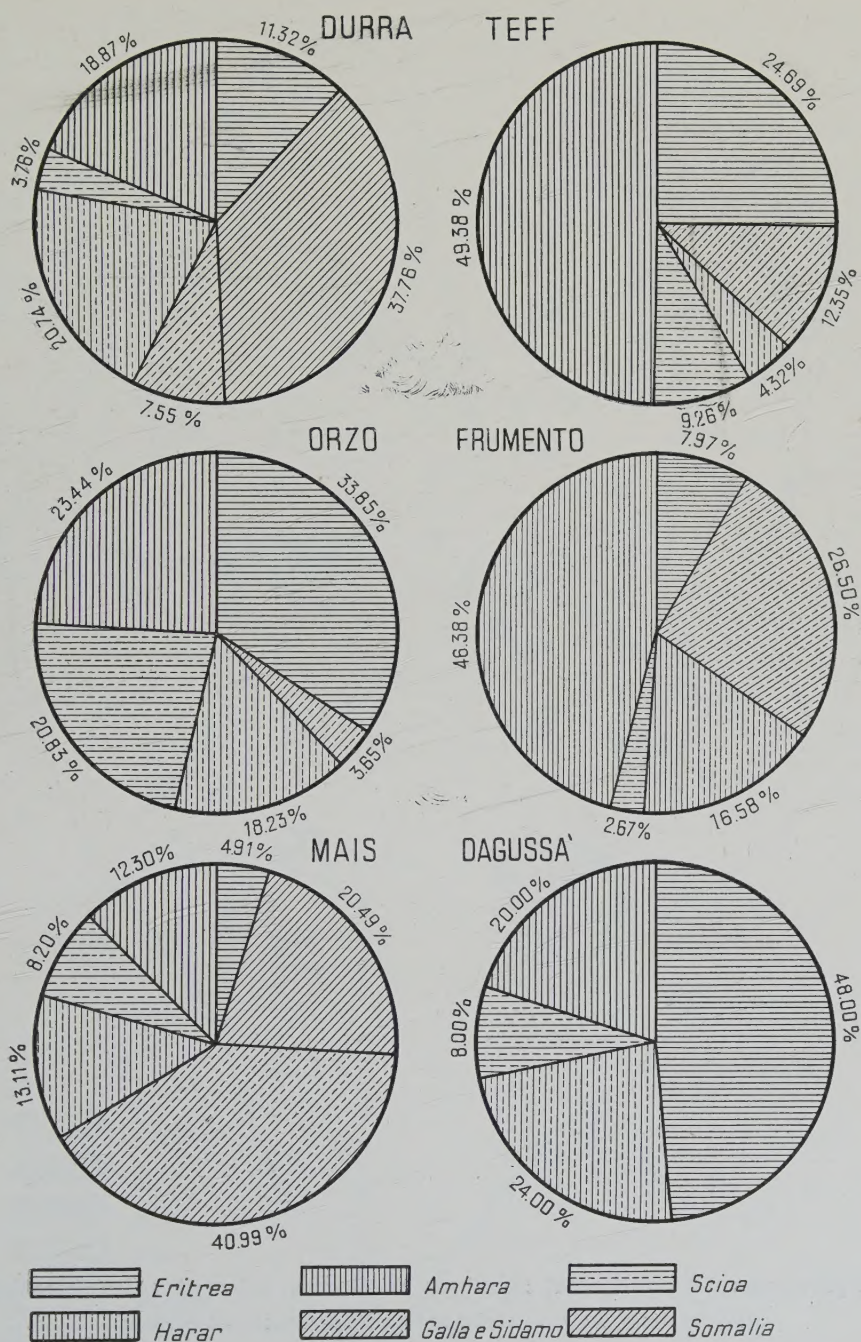 DURRA
18.87%
11.32%
3.76%
37.76%
20.74%
7.55%
TEFF
24.69%
49.38%
12.35%
4.32%
9.26%
ORZO
23.44%
33.85%
20.83%
3.65%
18.23%
FRUMENTO
7.97%
26.50%
46.38%
16.58%
2.67%
MAIS
12.30%
4.91%
20.49%
8.20%
13.11%
40.99%
DAGUSSA'
20.00%
48.00%
8.00%
24.00%
Eritrea
Amhara
Scioa
Harar
Galla e Sidamo
Somalia